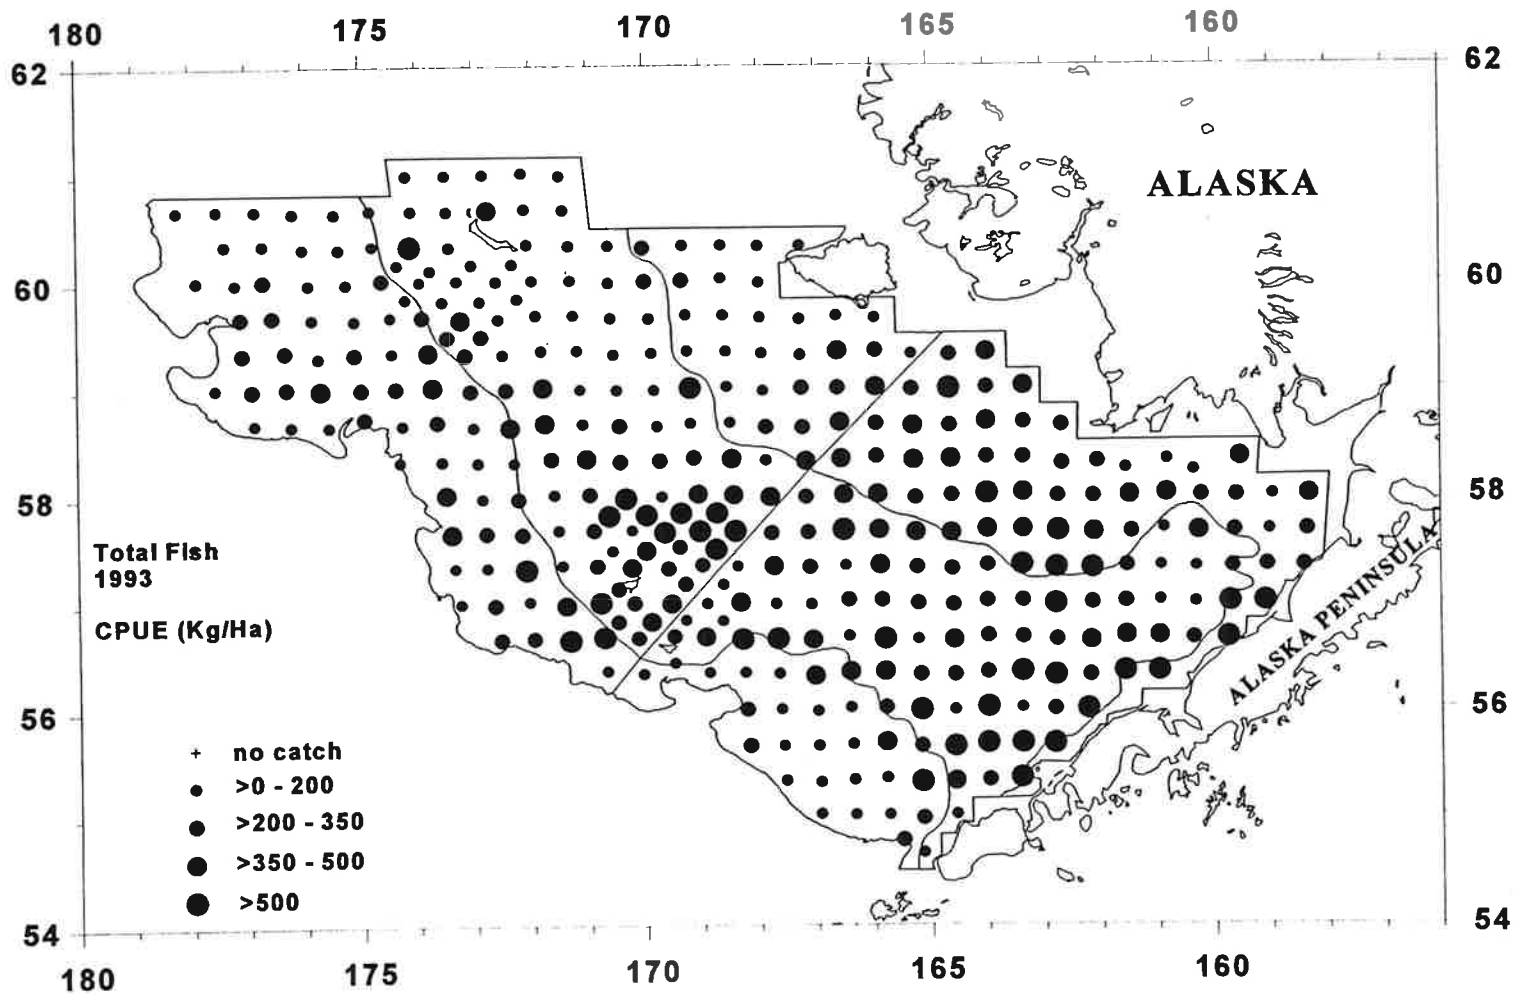 180 175 170 165 160
62 62
ALASKA
60 60
58 58
Total Fish
1993
CPUE (Kg/Ha)
ALASKA PENINSULA
56 56
+ no catch
>0 - 200
>200 - 350
>350 - 500
>500
54 54
180 175 170 165 160